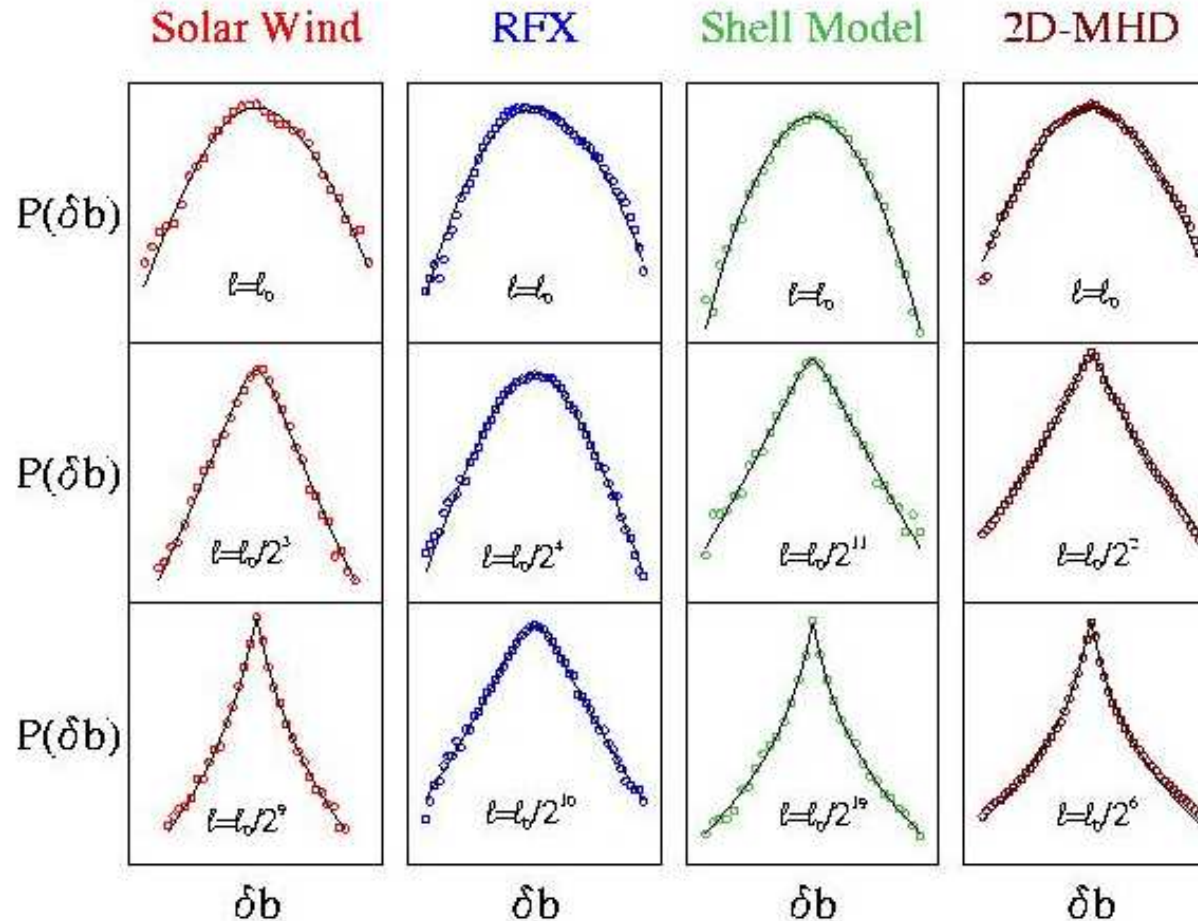 Solar Wind RFX Shell Model 2D-MHD
P(δb) ℓ=ℓ₀ ℓ=ℓ₀ ℓ=ℓ₀ ℓ=ℓ₀
P(δb) ℓ=ℓ₀/2³ ℓ=ℓ₀/2⁴ ℓ=ℓ₀/2¹¹ ℓ=ℓ₀/2²
P(δb) ℓ=ℓ₀/2⁹ ℓ=ℓ₀/2¹⁰ ℓ=ℓ₀/2¹⁹ ℓ=ℓ₀/2⁶
δb δb δb δb